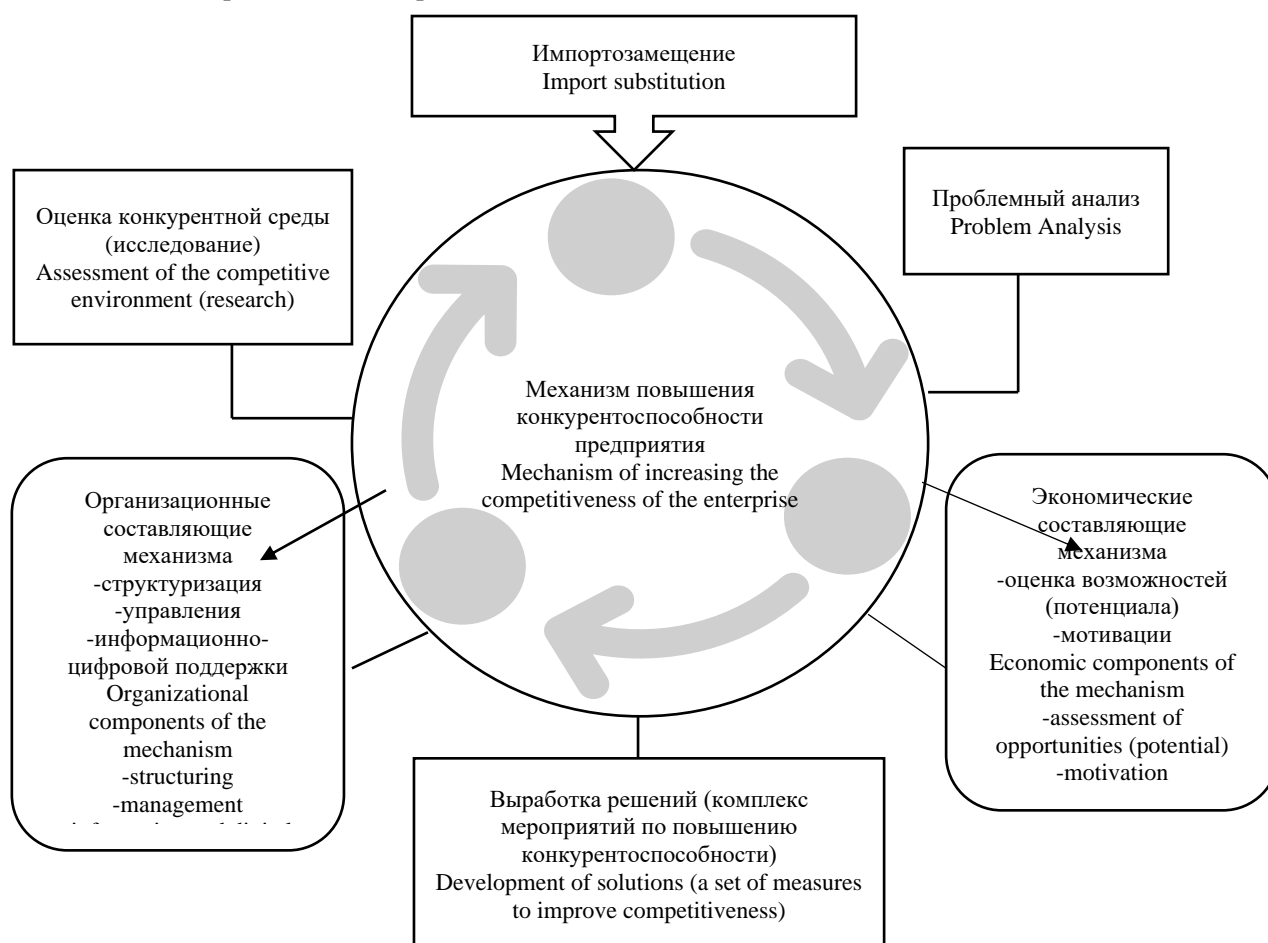 Импортозамещение
Import substitution
Оценка конкурентной среды
(исследование)
Assessment of the competitive
environment (research)
Проблемный анализ
Problem Analysis
Механизм повышения
конкурентоспособности
предприятия
Mechanism of increasing the
competitiveness of the enterprise
Организационные
составляющие
механизма
-структуризация
-управления
-информационно-
цифровой поддержки
Organizational
components of the
mechanism
-structuring
-management
Экономические
составляющие
механизма
-оценка возможностей
(потенциала)
-мотивации
Economic components of
the mechanism
-assessment of
opportunities (potential)
-motivation
Выработка решений (комплекс
мероприятий по повышению
конкурентоспособности)
Development of solutions (a set of measures
to improve competitiveness)